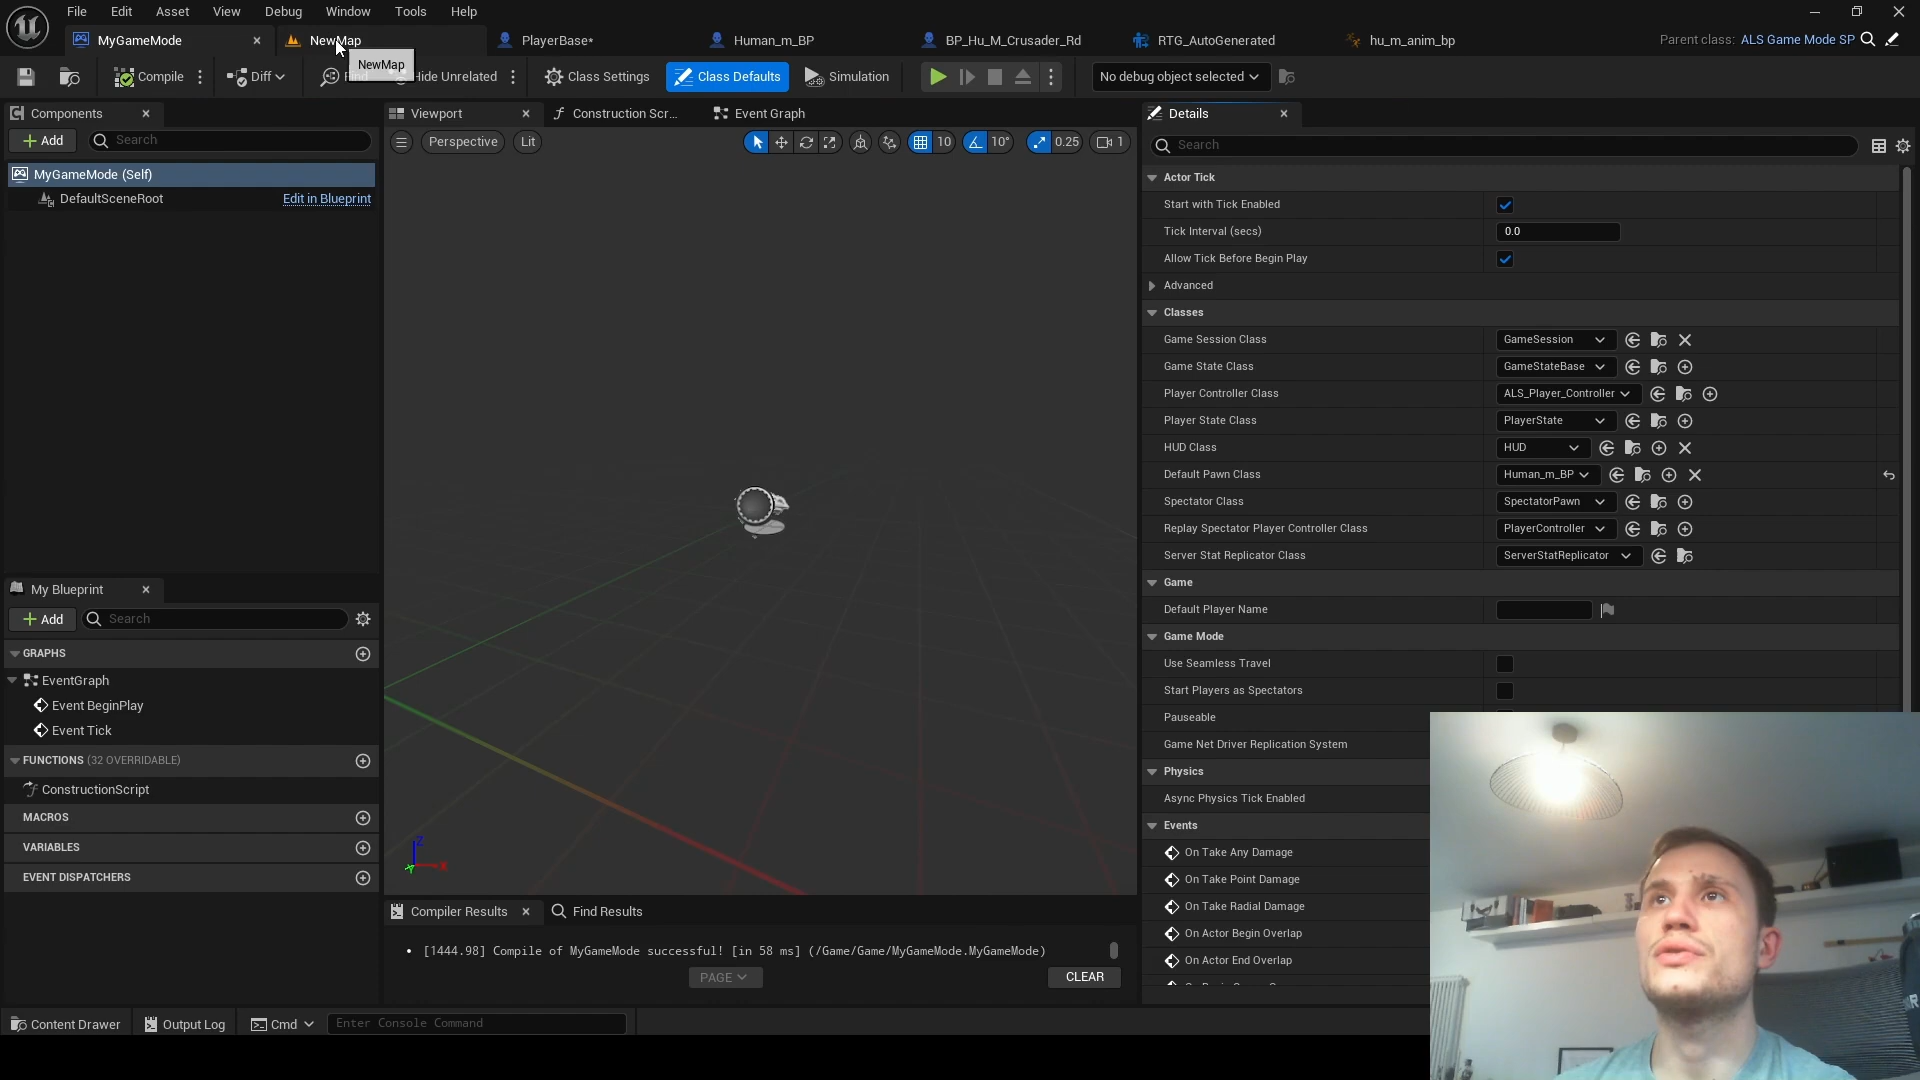 File Edit Asset View Debug Window Tools Help
MyGameMode NewMap PlayerBase* Human_m_BP BP_Hu_M_Crusader_Rd RTG_AutoGenerated hu_m_anim_bp Parent class: ALS Game Mode SP
NewMap
Compile Diff Find Hide Unrelated Class Settings Class Defaults Simulation No debug object selected
Components Viewport Construction Scr... Event Graph Details
Add Search Perspective Lit 10 10° 0.25 1 Search
MyGameMode (Self)
DefaultSceneRoot Edit in Blueprint
Actor Tick
Start with Tick Enabled
Tick Interval (secs) 0.0
Allow Tick Before Begin Play
Advanced
Classes
Game Session Class GameSession
Game State Class GameStateBase
Player Controller Class ALS_Player_Controller
Player State Class PlayerState
HUD Class HUD
Default Pawn Class Human_m_BP
Spectator Class SpectatorPawn
Replay Spectator Player Controller Class PlayerController
Server Stat Replicator Class ServerStatReplicator
Game
Default Player Name
Game Mode
Use Seamless Travel
Start Players as Spectators
Pauseable
Game Net Driver Replication System
Physics
Async Physics Tick Enabled
Events
On Take Any Damage
On Take Point Damage
On Take Radial Damage
On Actor Begin Overlap
On Actor End Overlap
My Blueprint
Add Search
GRAPHS
EventGraph
Event BeginPlay
Event Tick
FUNCTIONS (32 OVERRIDABLE)
ConstructionScript
MACROS
VARIABLES
EVENT DISPATCHERS
Z
X
Compiler Results Find Results
• [1444.98] Compile of MyGameMode successful! [in 58 ms] (/Game/Game/MyGameMode.MyGameMode)
PAGE CLEAR
Content Drawer Output Log Cmd Enter Console Command